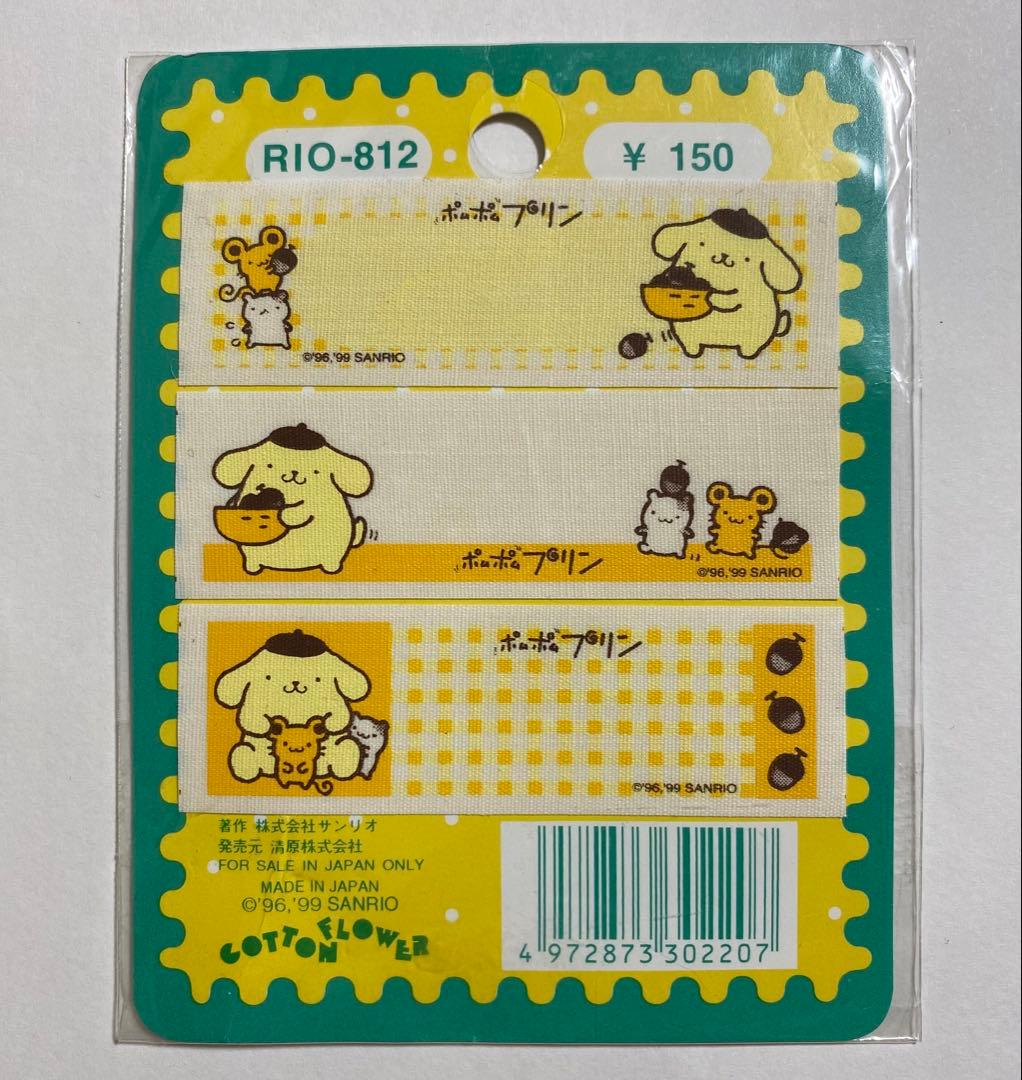 RIO-812
¥ 150
ポムポムプリン
©'96,'99 SANRIO
ポムポムプリン
©'96,'99 SANRIO
ポムポムプリン
©'96,'99 SANRIO
著作 株式会社サンリオ
発売元 清原株式会社
FOR SALE IN JAPAN ONLY
MADE IN JAPAN
©'96,'99 SANRIO
COTTON FLOWER
4 972873 302207